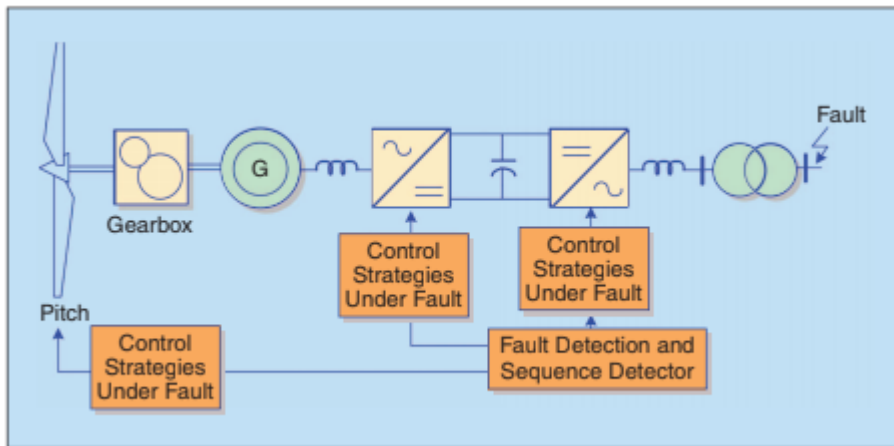 Fault
G
Gearbox
Control
Strategies
Under Fault
Control
Strategies
Under Fault
Pitch
Control
Strategies
Under Fault
Fault Detection and
Sequence Detector